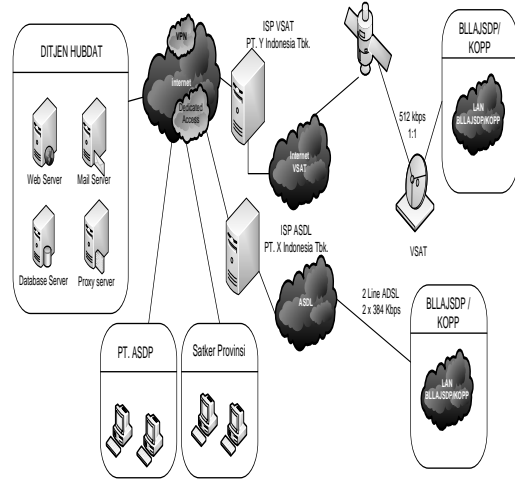 DITJEN HUBDAT
Web Server
Mail Server
Database Server
Proxy server
VPN
Internet
Dedicated
Access
ISP VSAT
PT. Y Indonesia Tbk.
Internet
VSAT
512 kbps
1:1
VSAT
BLLAJSDP/
KOPP
LAN
BLLAJSDP/KOPP
ISP ASDL
PT. X Indonesia Tbk.
ASDL
2 Line ADSL
2 x 384 Kbps
BLLAJSDP /
KOPP
LAN
BLLAJSDP/KOPP
PT. ASDP
Satker Provinsi